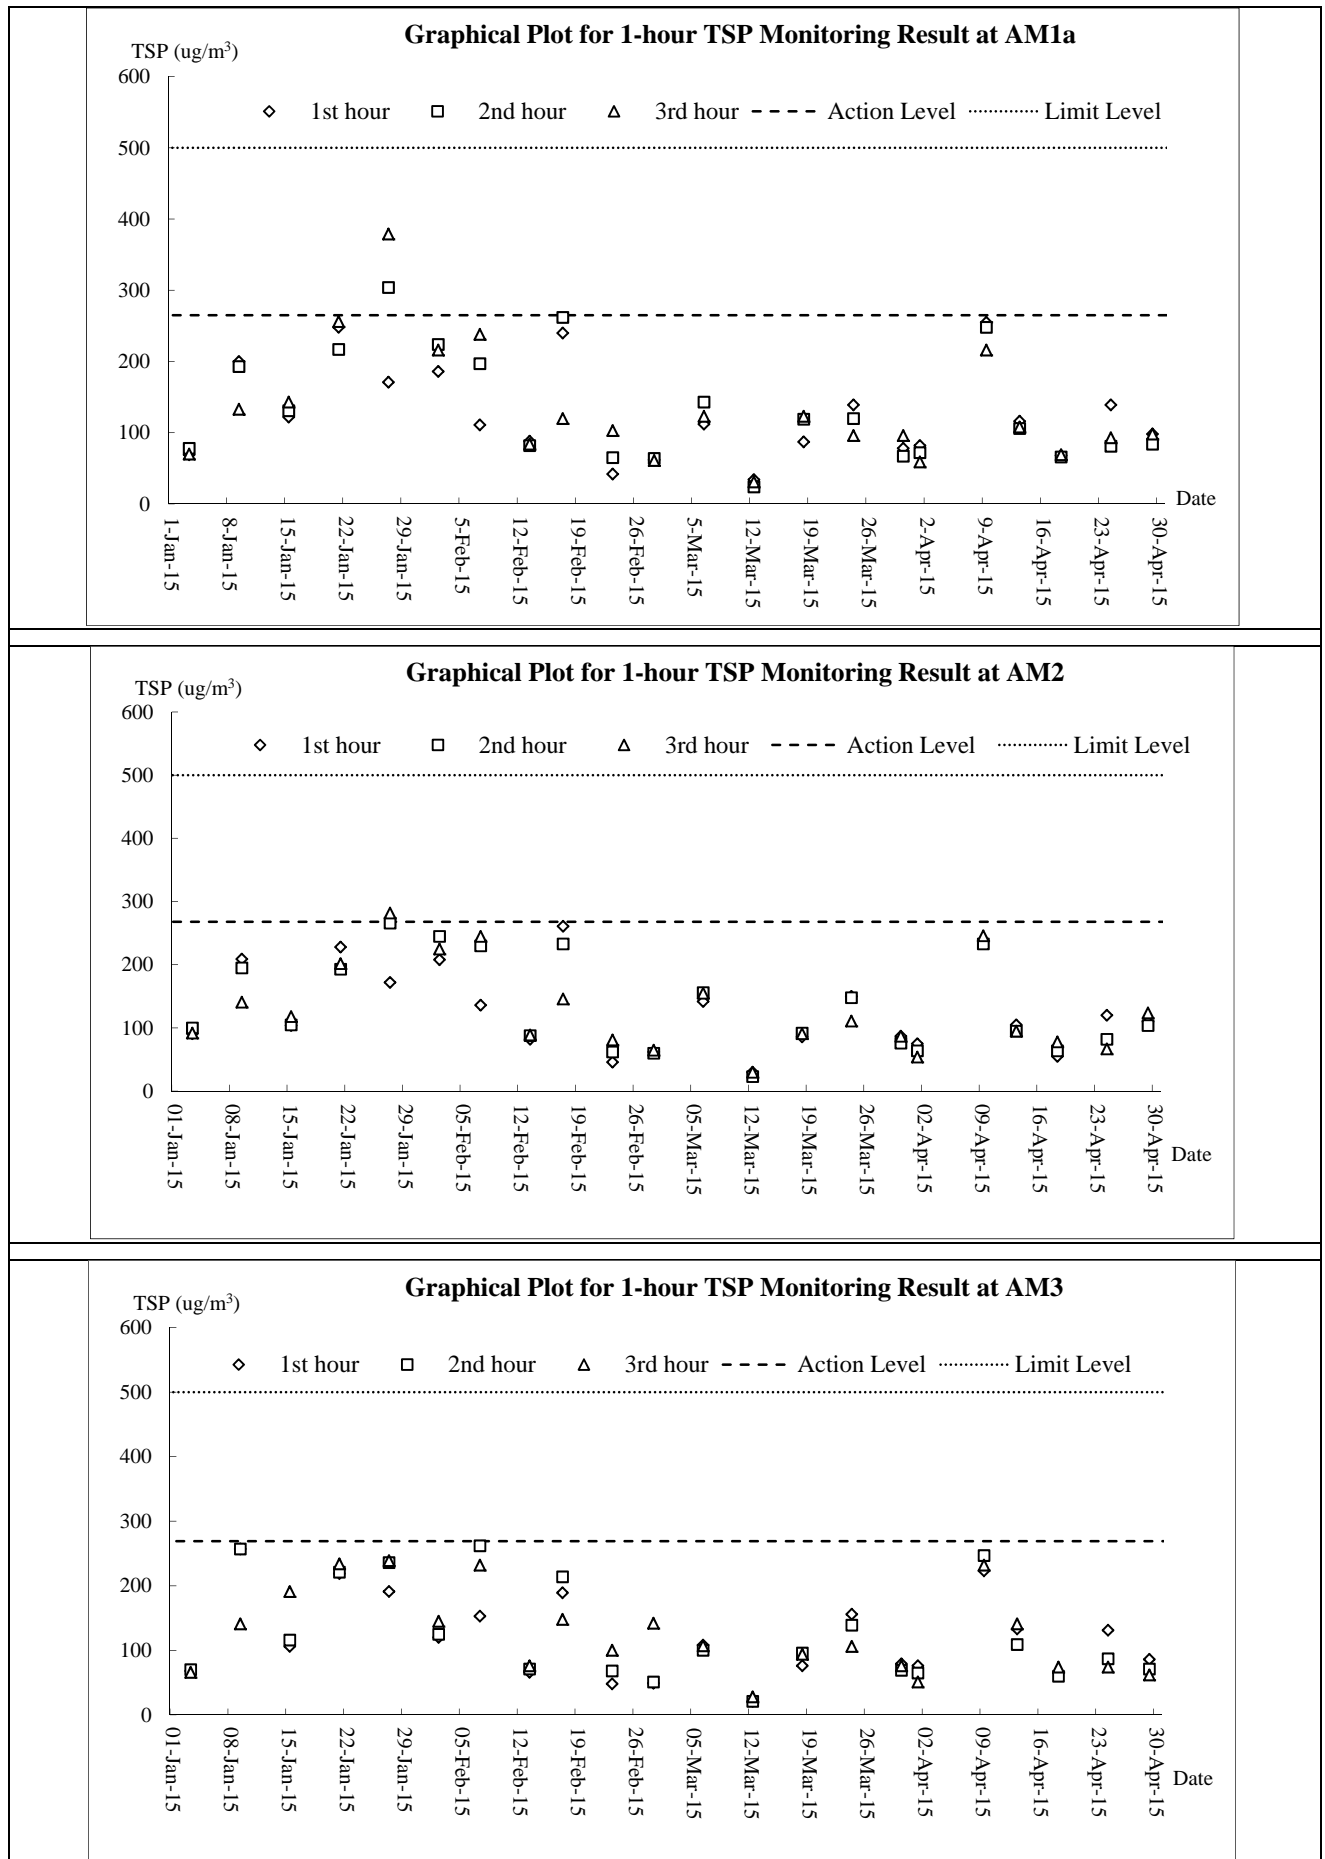 Graphical Plot for 1-hour TSP Monitoring Result at AM1a
TSP (ug/m³)
600
1st hour 2nd hour 3rd hour Action Level Limit Level
500
400
300
200
100
0
Date
1-Jan-15 8-Jan-15 15-Jan-15 22-Jan-15 29-Jan-15 5-Feb-15 12-Feb-15 19-Feb-15 26-Feb-15 5-Mar-15 12-Mar-15 19-Mar-15 26-Mar-15 2-Apr-15 9-Apr-15 16-Apr-15 23-Apr-15 30-Apr-15
Graphical Plot for 1-hour TSP Monitoring Result at AM2
TSP (ug/m³)
600
1st hour 2nd hour 3rd hour Action Level Limit Level
500
400
300
200
100
0
01-Jan-15 08-Jan-15 15-Jan-15 22-Jan-15 29-Jan-15 05-Feb-15 12-Feb-15 19-Feb-15 26-Feb-15 05-Mar-15 12-Mar-15 19-Mar-15 26-Mar-15 02-Apr-15 09-Apr-15 16-Apr-15 23-Apr-15 30-Apr-15
Date
Graphical Plot for 1-hour TSP Monitoring Result at AM3
TSP (ug/m³)
600
1st hour 2nd hour 3rd hour Action Level Limit Level
500
400
300
200
100
0
01-Jan-15 08-Jan-15 15-Jan-15 22-Jan-15 29-Jan-15 05-Feb-15 12-Feb-15 19-Feb-15 26-Feb-15 05-Mar-15 12-Mar-15 19-Mar-15 26-Mar-15 02-Apr-15 09-Apr-15 16-Apr-15 23-Apr-15 30-Apr-15
Date